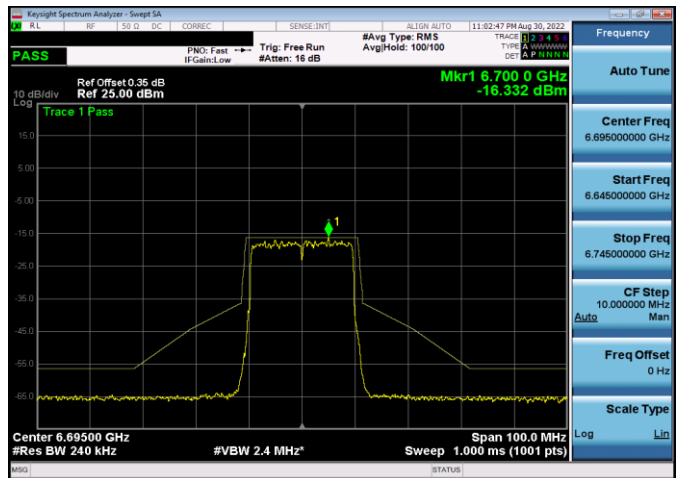 Keysight Spectrum Analyzer - Swept SA
RL RF 50 Ω DC CORREC SENSE:INT ALIGN AUTO 11:02:47 PM Aug 30, 2022
#Avg Type: RMS TRACE 1 2 3 4 5 6
PNO: Fast Trig: Free Run Avg|Hold: 100/100 TYPE A WWWWW
PASS IFGain:Low #Atten: 16 dB DET A P N N N N
Ref Offset 0.35 dB Mkr1 6.700 0 GHz
10 dB/div Ref 25.00 dBm -16.332 dBm
Log
Trace 1 Pass
15.0
5.00
-5.00
1
-15.0
-25.0
-35.0
-45.0
-55.0
-65.0
Center 6.69500 GHz Span 100.0 MHz
#Res BW 240 kHz #VBW 2.4 MHz* Sweep 1.000 ms (1001 pts)
MSG STATUS
Frequency
Auto Tune
Center Freq
6.695000000 GHz
Start Freq
6.645000000 GHz
Stop Freq
6.745000000 GHz
CF Step
10.000000 MHz
Auto Man
Freq Offset
0 Hz
Scale Type
Log Lin